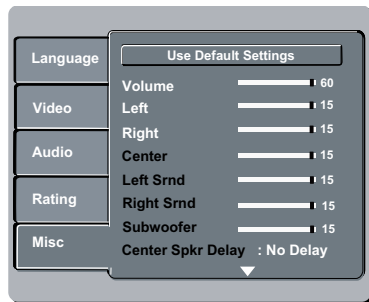 Language
Video
Audio
Rating
Misc
Use Default Settings
Volume 60
Left 15
Right 15
Center 15
Left Srnd 15
Right Srnd 15
Subwoofer 15
Center Spkr Delay : No Delay